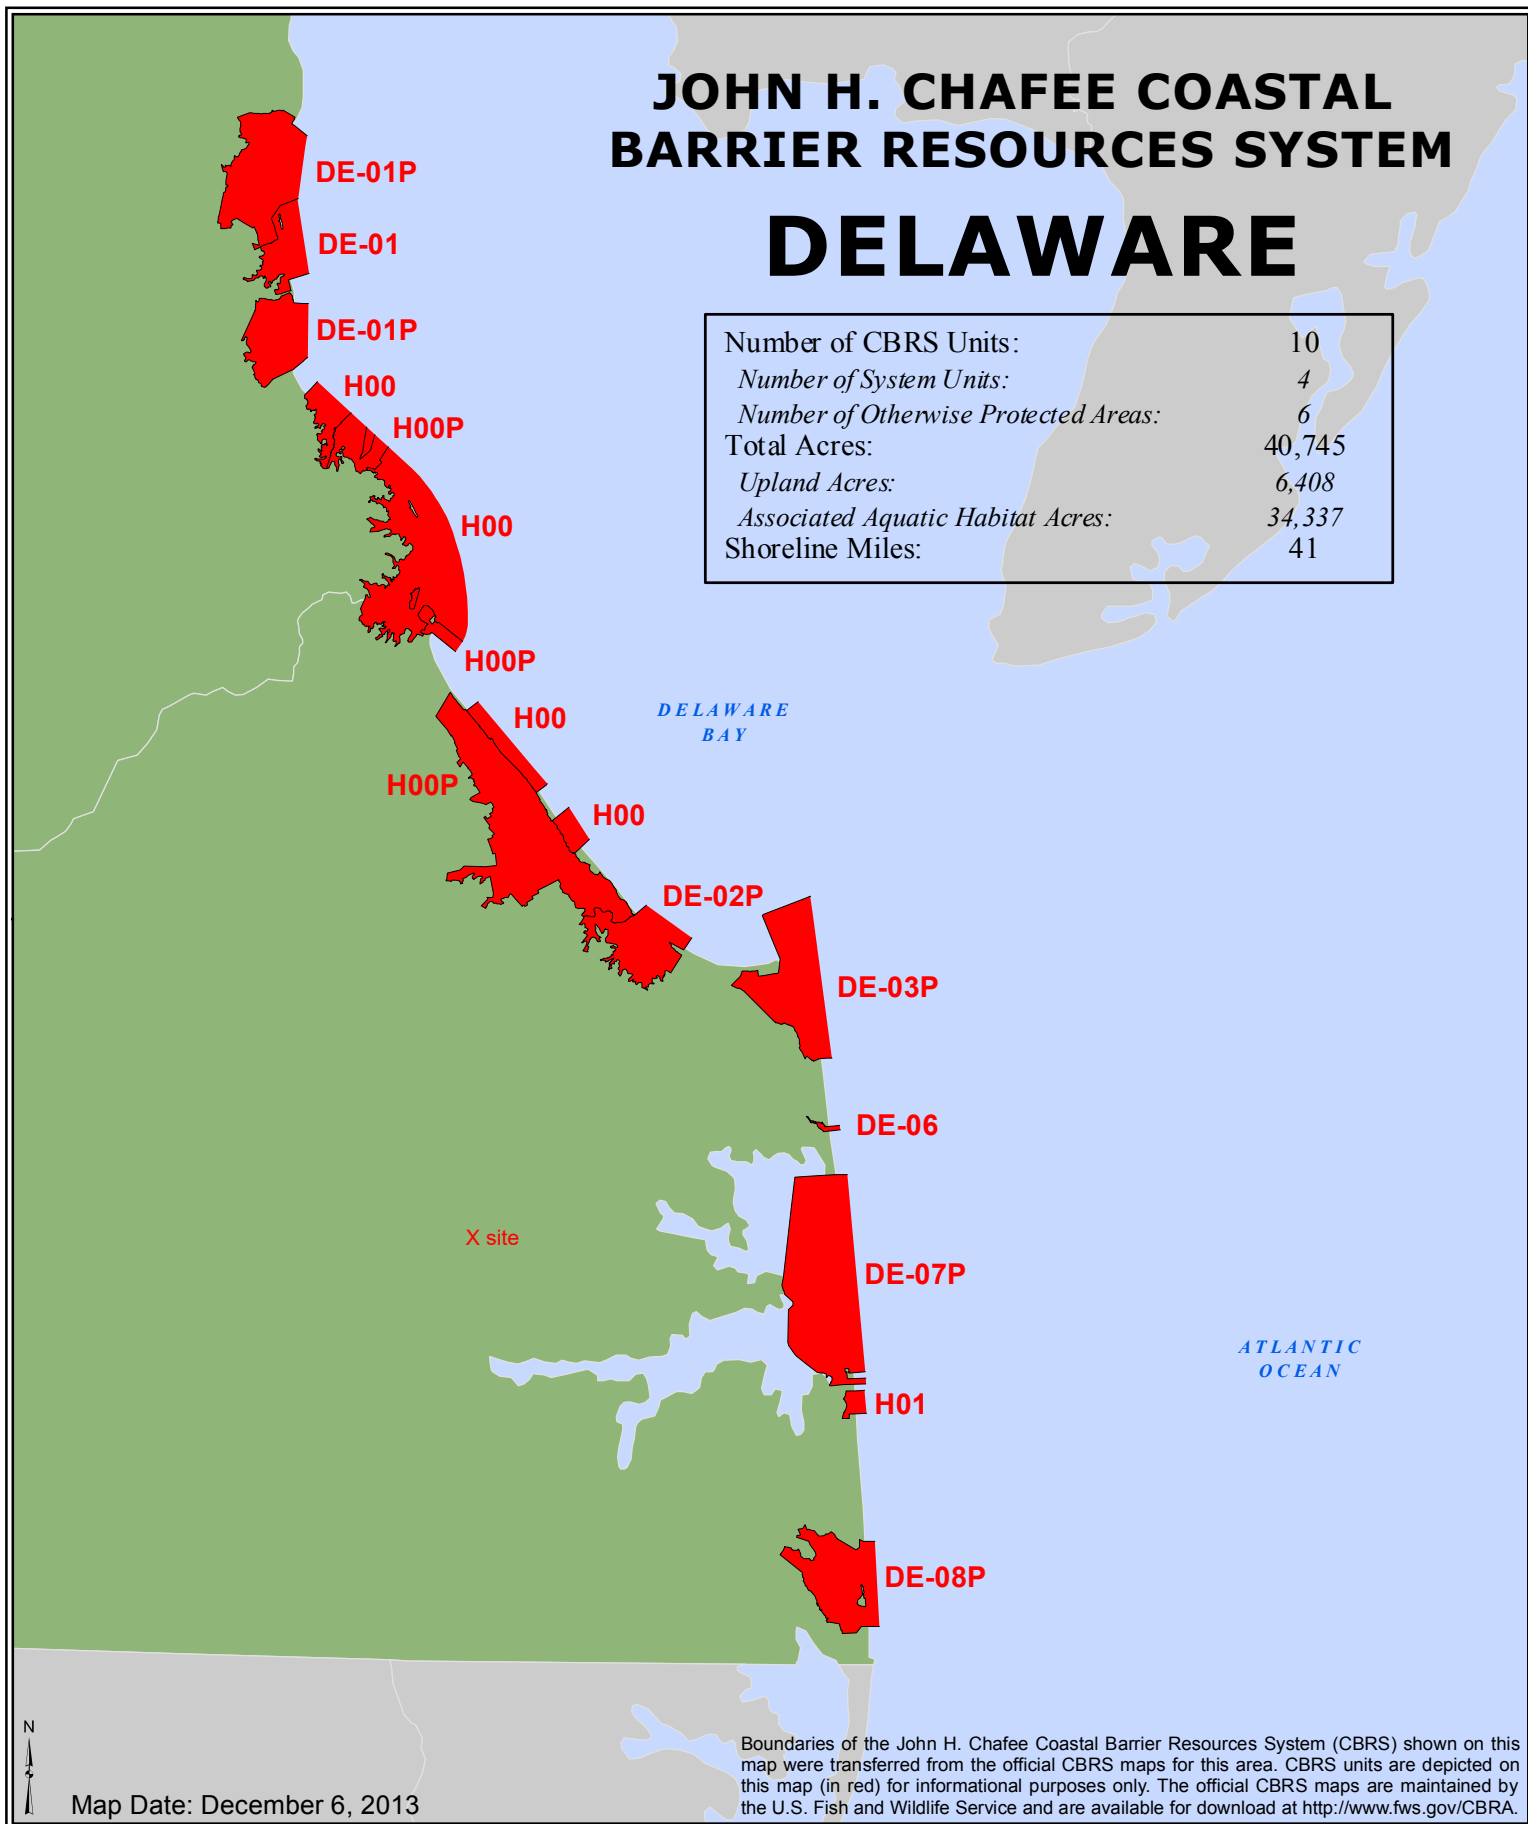 JOHN H. CHAFEE COASTAL
BARRIER RESOURCES SYSTEM
DELAWARE
Number of CBRS Units: 10
Number of System Units: 4
Number of Otherwise Protected Areas: 6
Total Acres: 40,745
Upland Acres: 6,408
Associated Aquatic Habitat Acres: 34,337
Shoreline Miles: 41
DE-01P
DE-01
DE-01P
H00
H00P
H00
H00P
H00
DELAWARE
BAY
H00P
H00
DE-02P
DE-03P
DE-06
X site
DE-07P
ATLANTIC
OCEAN
H01
DE-08P
N
Map Date: December 6, 2013
Boundaries of the John H. Chafee Coastal Barrier Resources System (CBRS) shown on this
map were transferred from the official CBRS maps for this area. CBRS units are depicted on
this map (in red) for informational purposes only. The official CBRS maps are maintained by
the U.S. Fish and Wildlife Service and are available for download at http://www.fws.gov/CBRA.